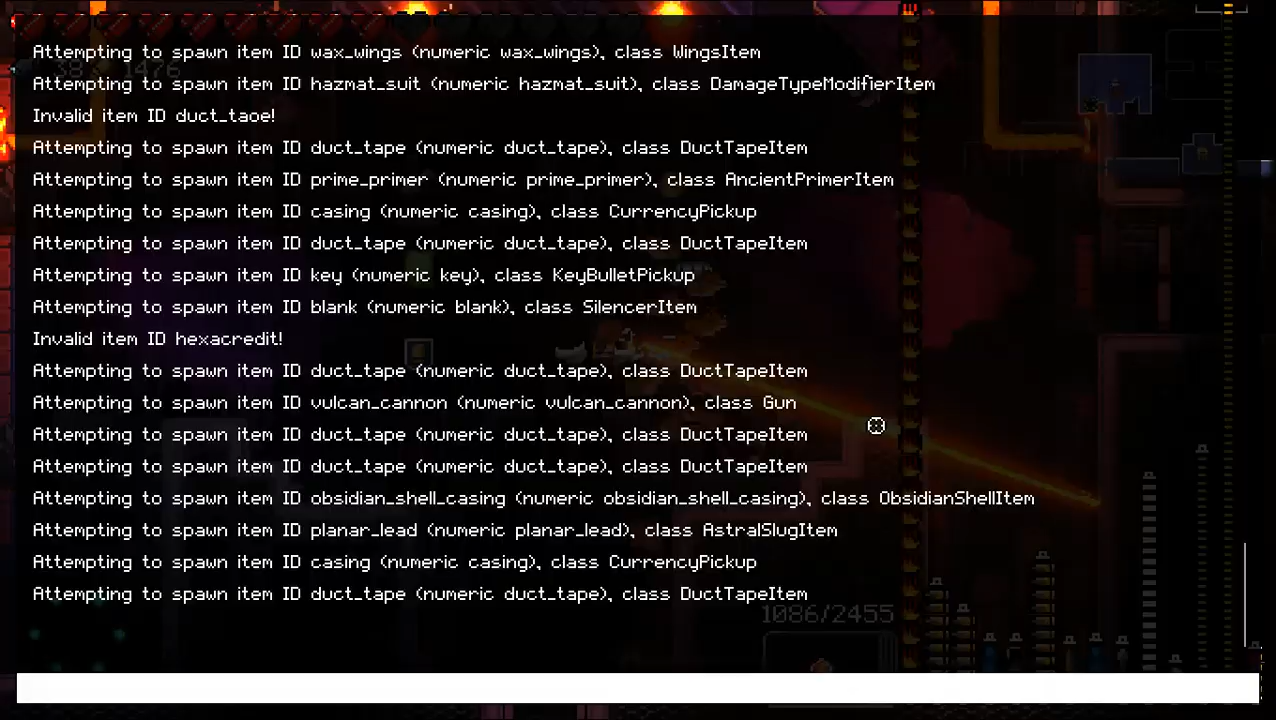 Attempting to spawn item ID wax_wings (numeric wax_wings), class WingsItem
38 1476
Attempting to spawn item ID hazmat_suit (numeric hazmat_suit), class DamageTypeModifierItem
Invalid item ID duct_taoe!
Attempting to spawn item ID duct_tape (numeric duct_tape), class DuctTapeItem
Attempting to spawn item ID prime_primer (numeric prime_primer), class AncientPrimerItem
Attempting to spawn item ID casing (numeric casing), class CurrencyPickup
Attempting to spawn item ID duct_tape (numeric duct_tape), class DuctTapeItem
Attempting to spawn item ID key (numeric key), class KeyBulletPickup
Attempting to spawn item ID blank (numeric blank), class SilencerItem
Invalid item ID hexacredit!
Attempting to spawn item ID duct_tape (numeric duct_tape), class DuctTapeItem
Attempting to spawn item ID vulcan_cannon (numeric vulcan_cannon), class Gun
Attempting to spawn item ID duct_tape (numeric duct_tape), class DuctTapeItem
Attempting to spawn item ID duct_tape (numeric duct_tape), class DuctTapeItem
Attempting to spawn item ID obsidian_shell_casing (numeric obsidian_shell_casing), class ObsidianShellItem
Attempting to spawn item ID planar_lead (numeric planar_lead), class AstralSlugItem
Attempting to spawn item ID casing (numeric casing), class CurrencyPickup
Attempting to spawn item ID duct_tape (numeric duct_tape), class DuctTapeItem
1086/2455